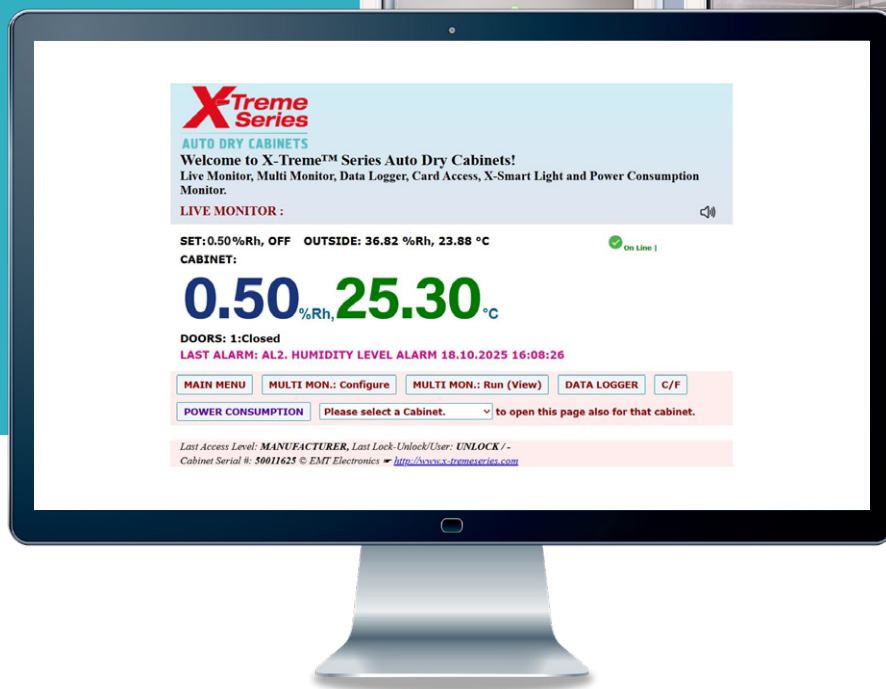 X-Treme
Series
AUTO DRY CABINETS
Welcome to X-Treme™ Series Auto Dry Cabinets!
Live Monitor, Multi Monitor, Data Logger, Card Access, X-Smart Light and Power Consumption
Monitor.
LIVE MONITOR :
SET:0.50%Rh, OFF OUTSIDE: 36.82 %Rh, 23.88 °C
On Line |
CABINET:
0.50%Rh,25.30°C
DOORS: 1:Closed
LAST ALARM: AL2. HUMIDITY LEVEL ALARM 18.10.2025 16:08:26
MAIN MENU MULTI MON.: Configure MULTI MON.: Run (View) DATA LOGGER C/F
POWER CONSUMPTION Please select a Cabinet. to open this page also for that cabinet.
Last Access Level: MANUFACTURER, Last Lock-Unlock/User: UNLOCK / -
Cabinet Serial #: 50011625 © EMT Electronics ☛ http://www.x-tremeseries.com